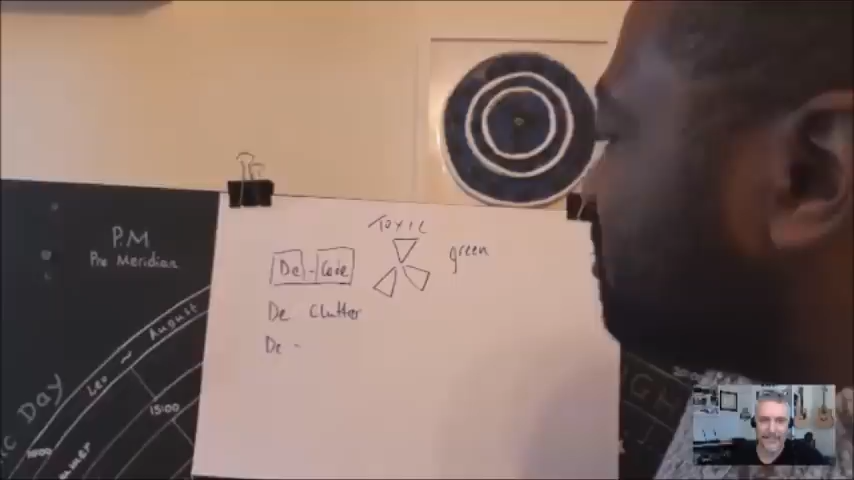 P.M
Pre Meridian
Leo ~ August
15:00
DAY
TOXIC
De - Code
green
De Clutter
De -